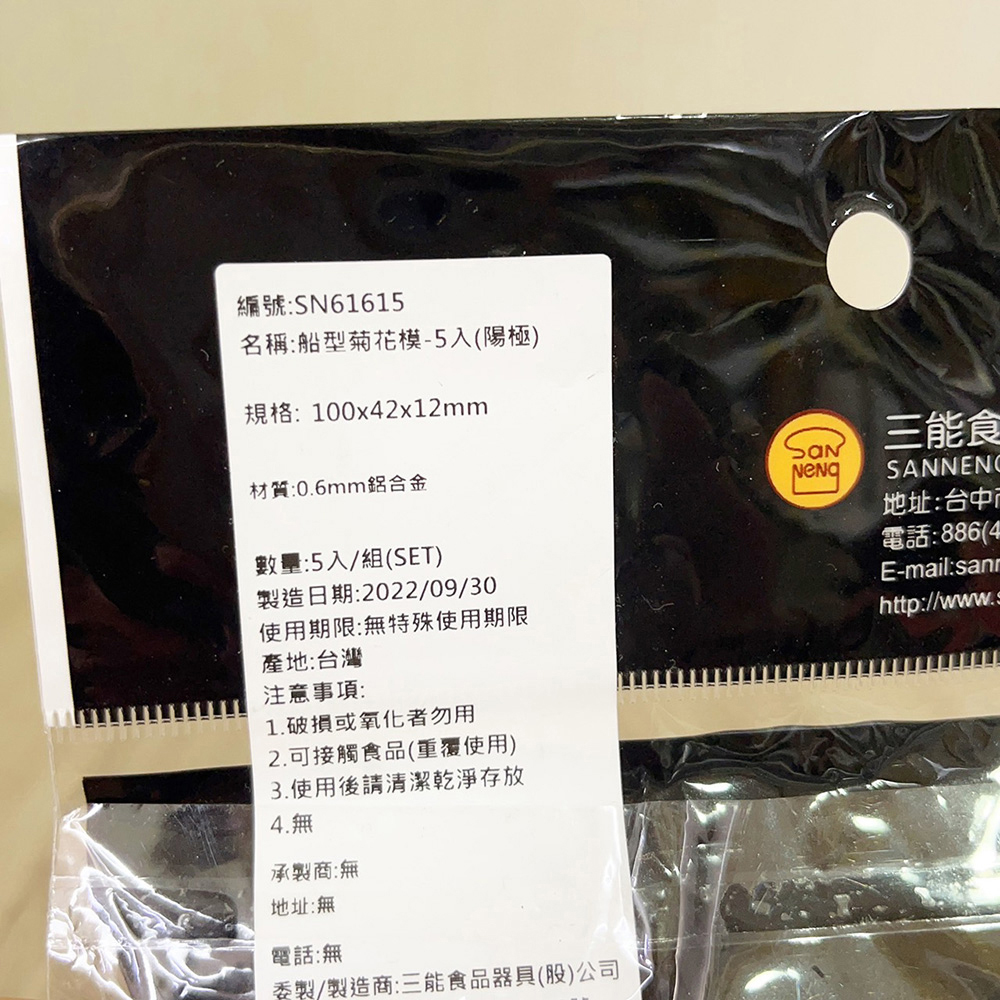 編號:SN61615
名稱:船型菊花模-5入(陽極)
規格: 100x42x12mm
材質:0.6mm鋁合金
數量:5入/組(SET)
製造日期:2022/09/30
使用期限:無特殊使用期限
產地:台灣
注意事項:
1.破損或氧化者勿用
2.可接觸食品(重覆使用)
3.使用後請清潔乾淨存放
4.無
承製商:無
地址:無
電話:無
委製/製造商:三能食品器具(股)公司
SAN
NENG
三能食
SANNENG
地址:台中
電話:886(4
E-mail:sann
http://www.s